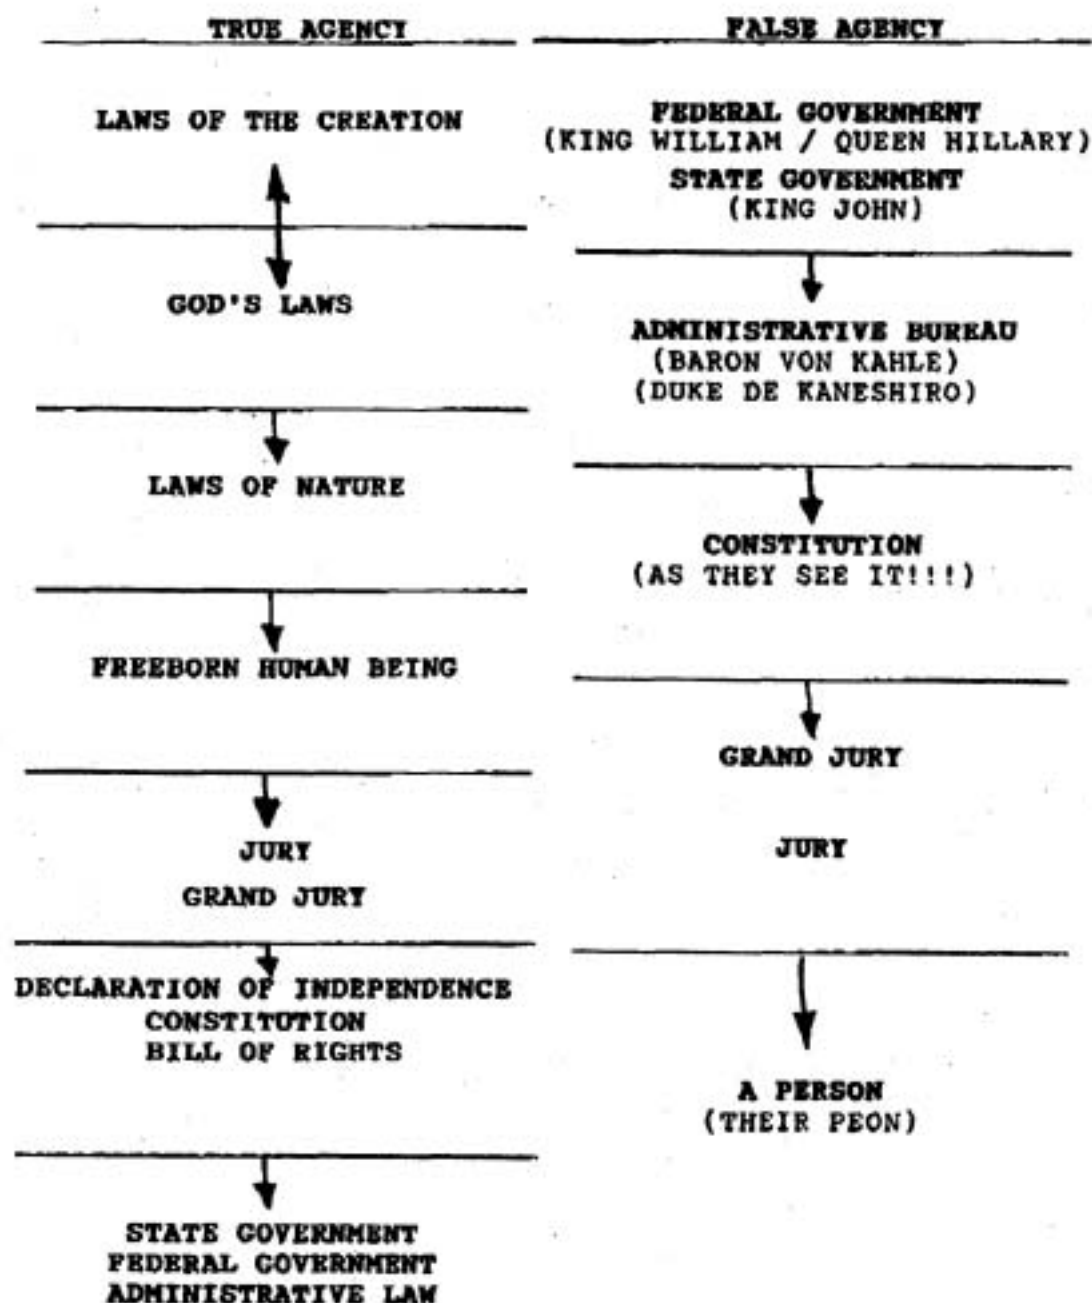 TRUE AGENCY
LAWS OF THE CREATION
GOD'S LAWS
LAWS OF NATURE
FREEBORN HUMAN BEING
JURY
GRAND JURY
DECLARATION OF INDEPENDENCE
CONSTITUTION
BILL OF RIGHTS
STATE GOVERNMENT
FEDERAL GOVERNMENT
ADMINISTRATIVE LAW
FALSE AGENCY
FEDERAL GOVERNMENT
(KING WILLIAM / QUEEN HILLARY)
STATE GOVERNMENT
(KING JOHN)
ADMINISTRATIVE BUREAU
(BARON VON KAHLE)
(DUKE DE KANESHIRO)
CONSTITUTION
(AS THEY SEE IT!!!)
GRAND JURY
JURY
A PERSON
(THEIR PEON)